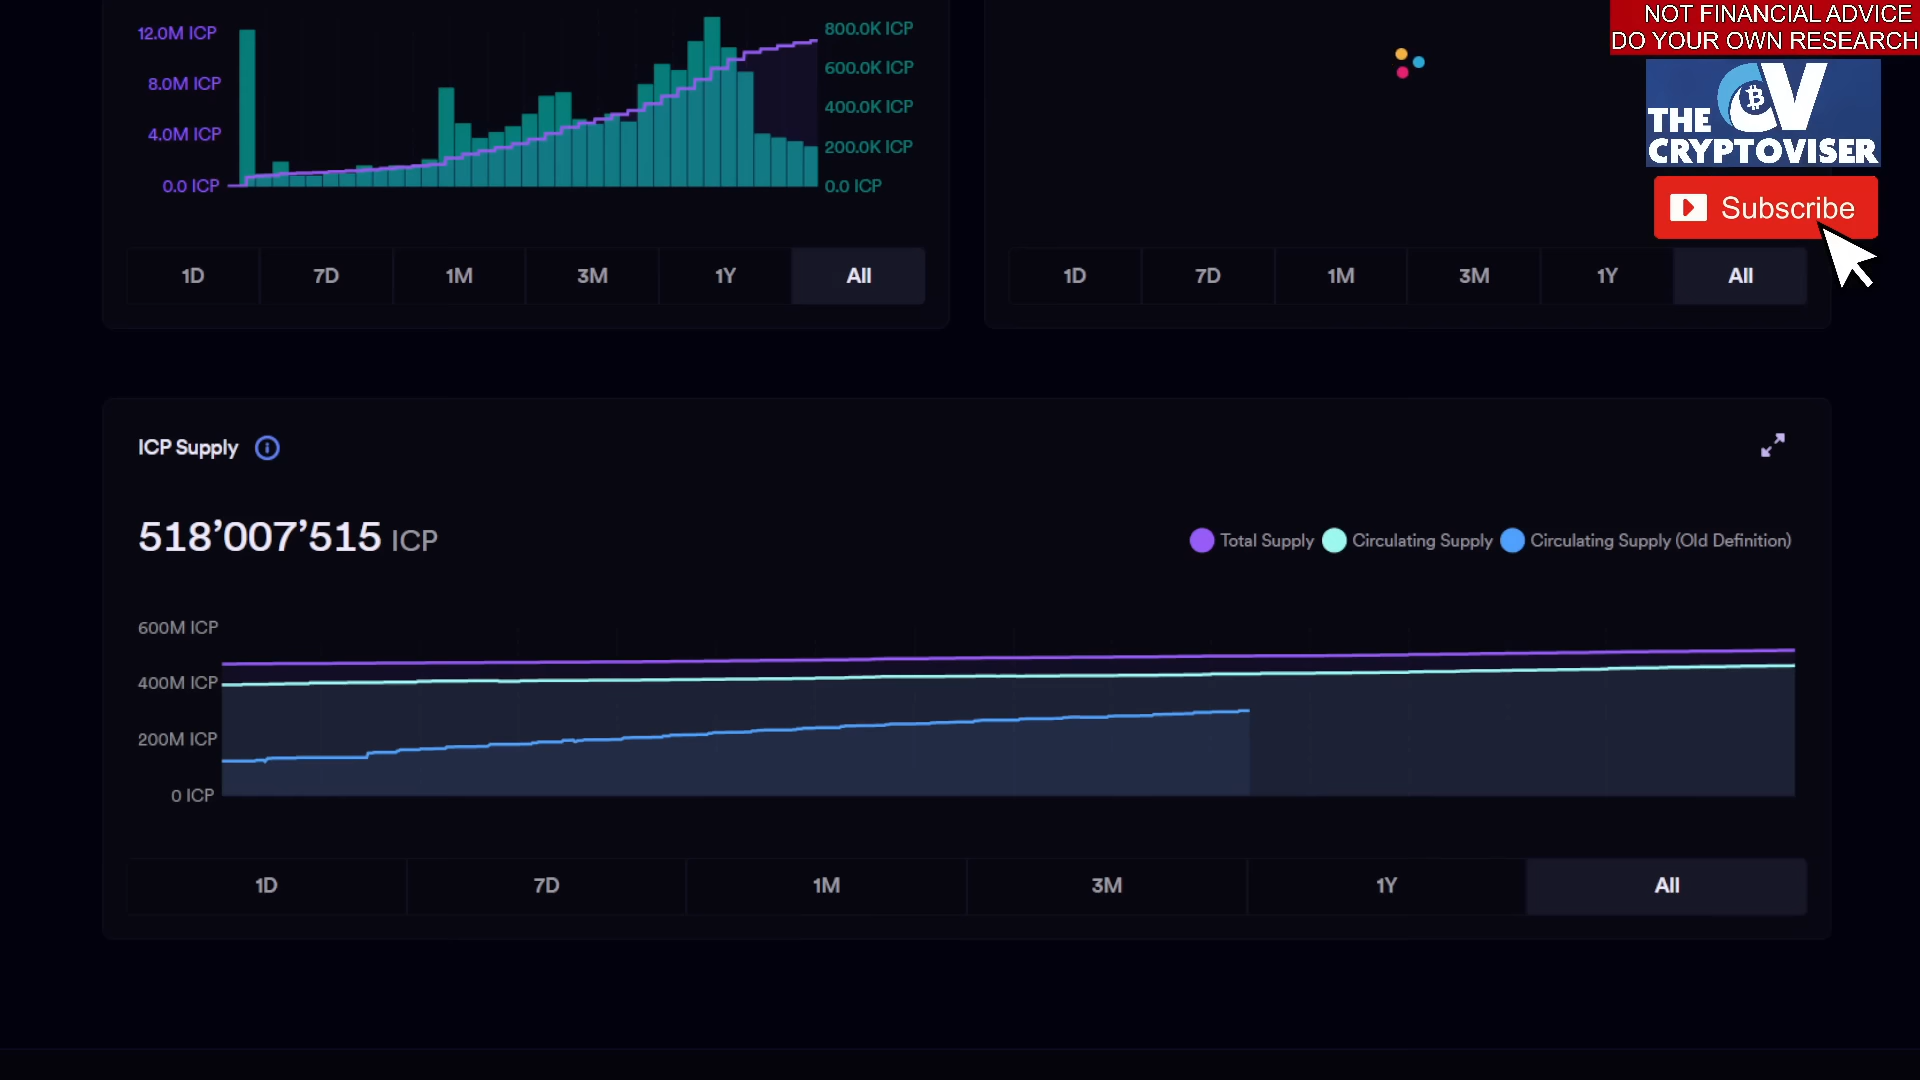 NOT FINANCIAL ADVICE
DO YOUR OWN RESEARCH
THE CV
CRYPTOVISER
Subscribe
12.0M ICP
8.0M ICP
4.0M ICP
0.0 ICP
800.0K ICP
600.0K ICP
400.0K ICP
200.0K ICP
0.0 ICP
1D 7D 1M 3M 1Y All
1D 7D 1M 3M 1Y All
ICP Supply
518’007’515 ICP
Total Supply Circulating Supply Circulating Supply (Old Definition)
600M ICP
400M ICP
200M ICP
0 ICP
1D 7D 1M 3M 1Y All